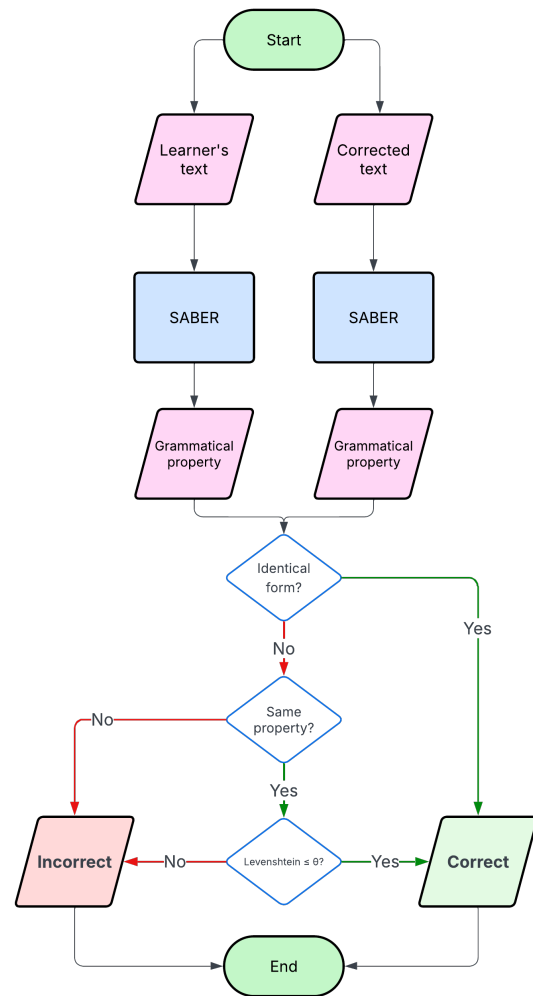 Start
Learner's
text
Corrected
text
SABER
SABER
Grammatical
property
Grammatical
property
Identical
form?
Yes
No
Same
property?
No
Yes
Incorrect
No
Levenshtein ≤ θ?
Yes
Correct
End